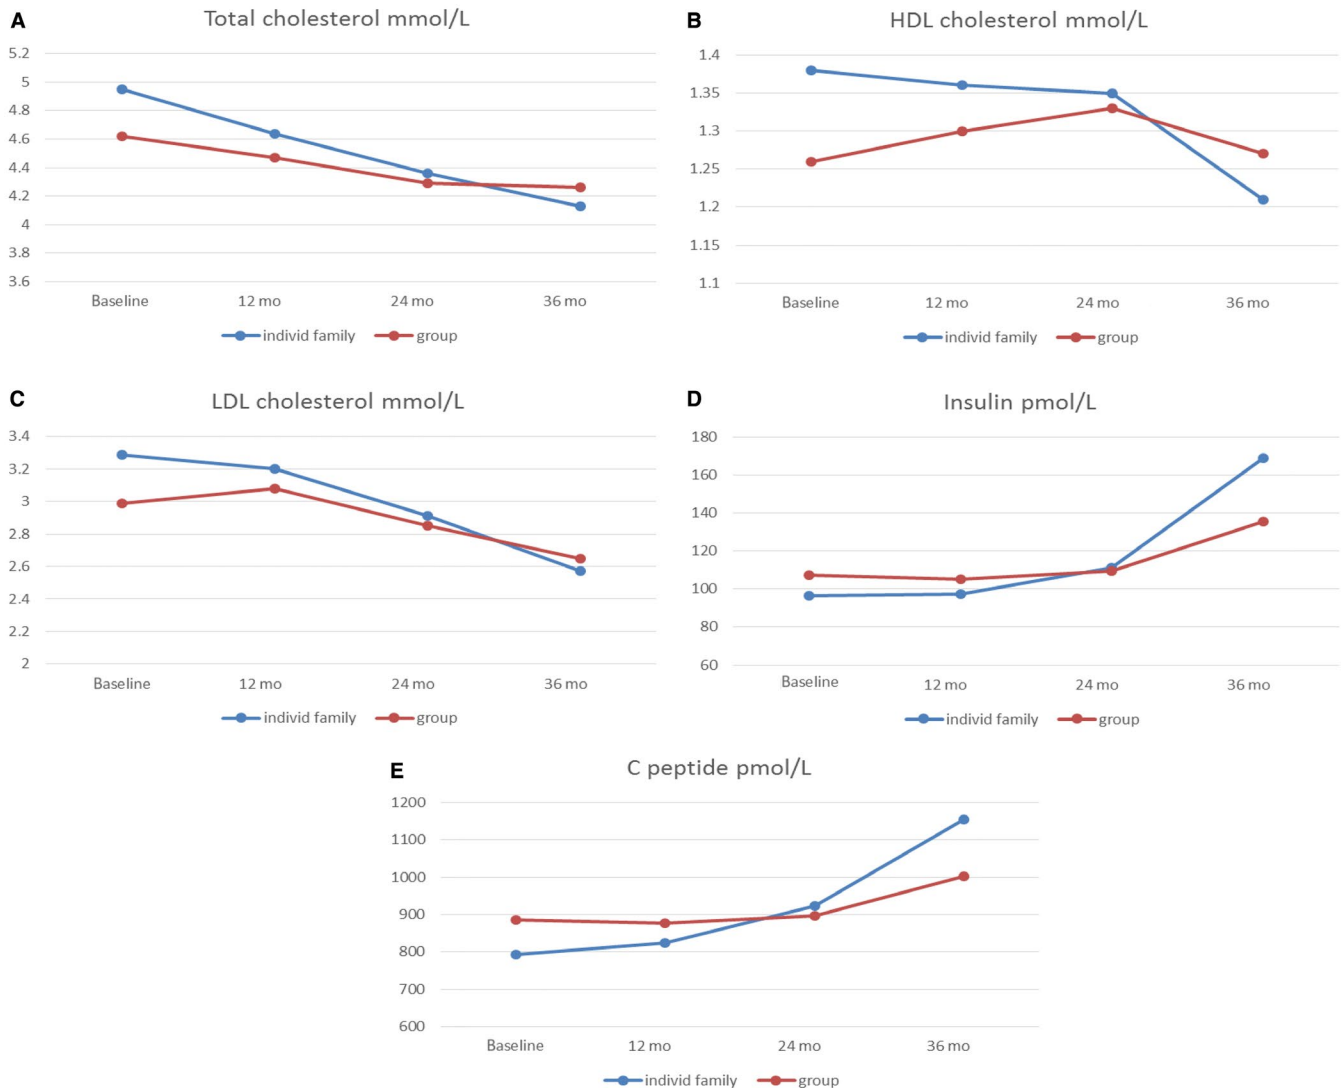 A
Total cholesterol mmol/L
5.2
5
4.8
4.6
4.4
4.2
4
3.8
3.6
Baseline 12 mo 24 mo 36 mo
individ family group
B
HDL cholesterol mmol/L
1.4
1.35
1.3
1.25
1.2
1.15
1.1
Baseline 12 mo 24 mo 36 mo
individ family group
C
LDL cholesterol mmol/L
3.4
3.2
3
2.8
2.6
2.4
2.2
2
Baseline 12 mo 24 mo 36 mo
individ family group
D
Insulin pmol/L
180
160
140
120
100
80
60
Baseline 12 mo 24 mo 36 mo
individ family group
E
C peptide pmol/L
1200
1100
1000
900
800
700
600
Baseline 12 mo 24 mo 36 mo
individ family group